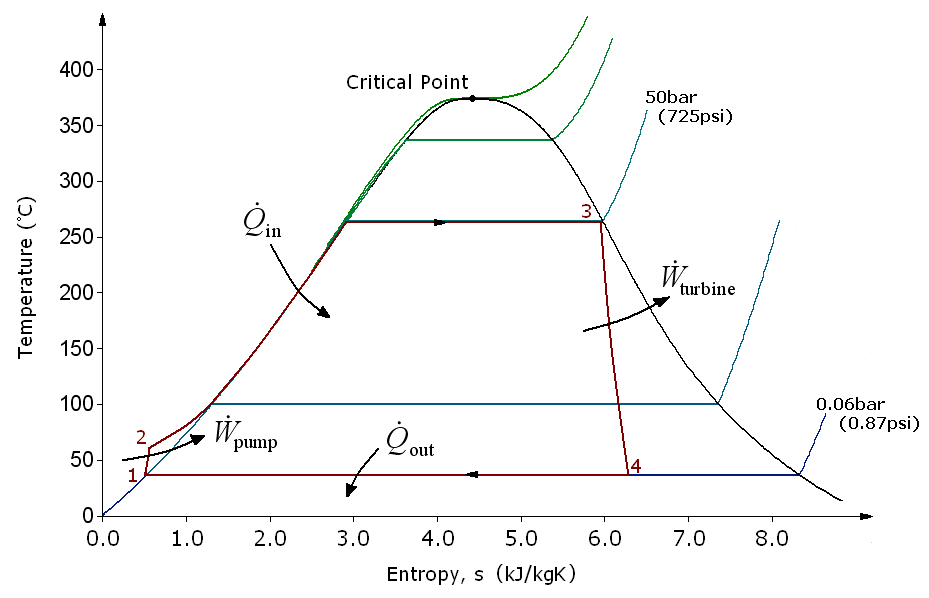 400
Critical Point
50bar
(725psi)
350
300
Q̇in
3
250
Ẇturbine
200
Temperature (°C)
150
100
0.06bar
(0.87psi)
2
Ẇpump
Q̇out
50
1
4
0
0.0 1.0 2.0 3.0 4.0 5.0 6.0 7.0 8.0
Entropy, s (kJ/kgK)